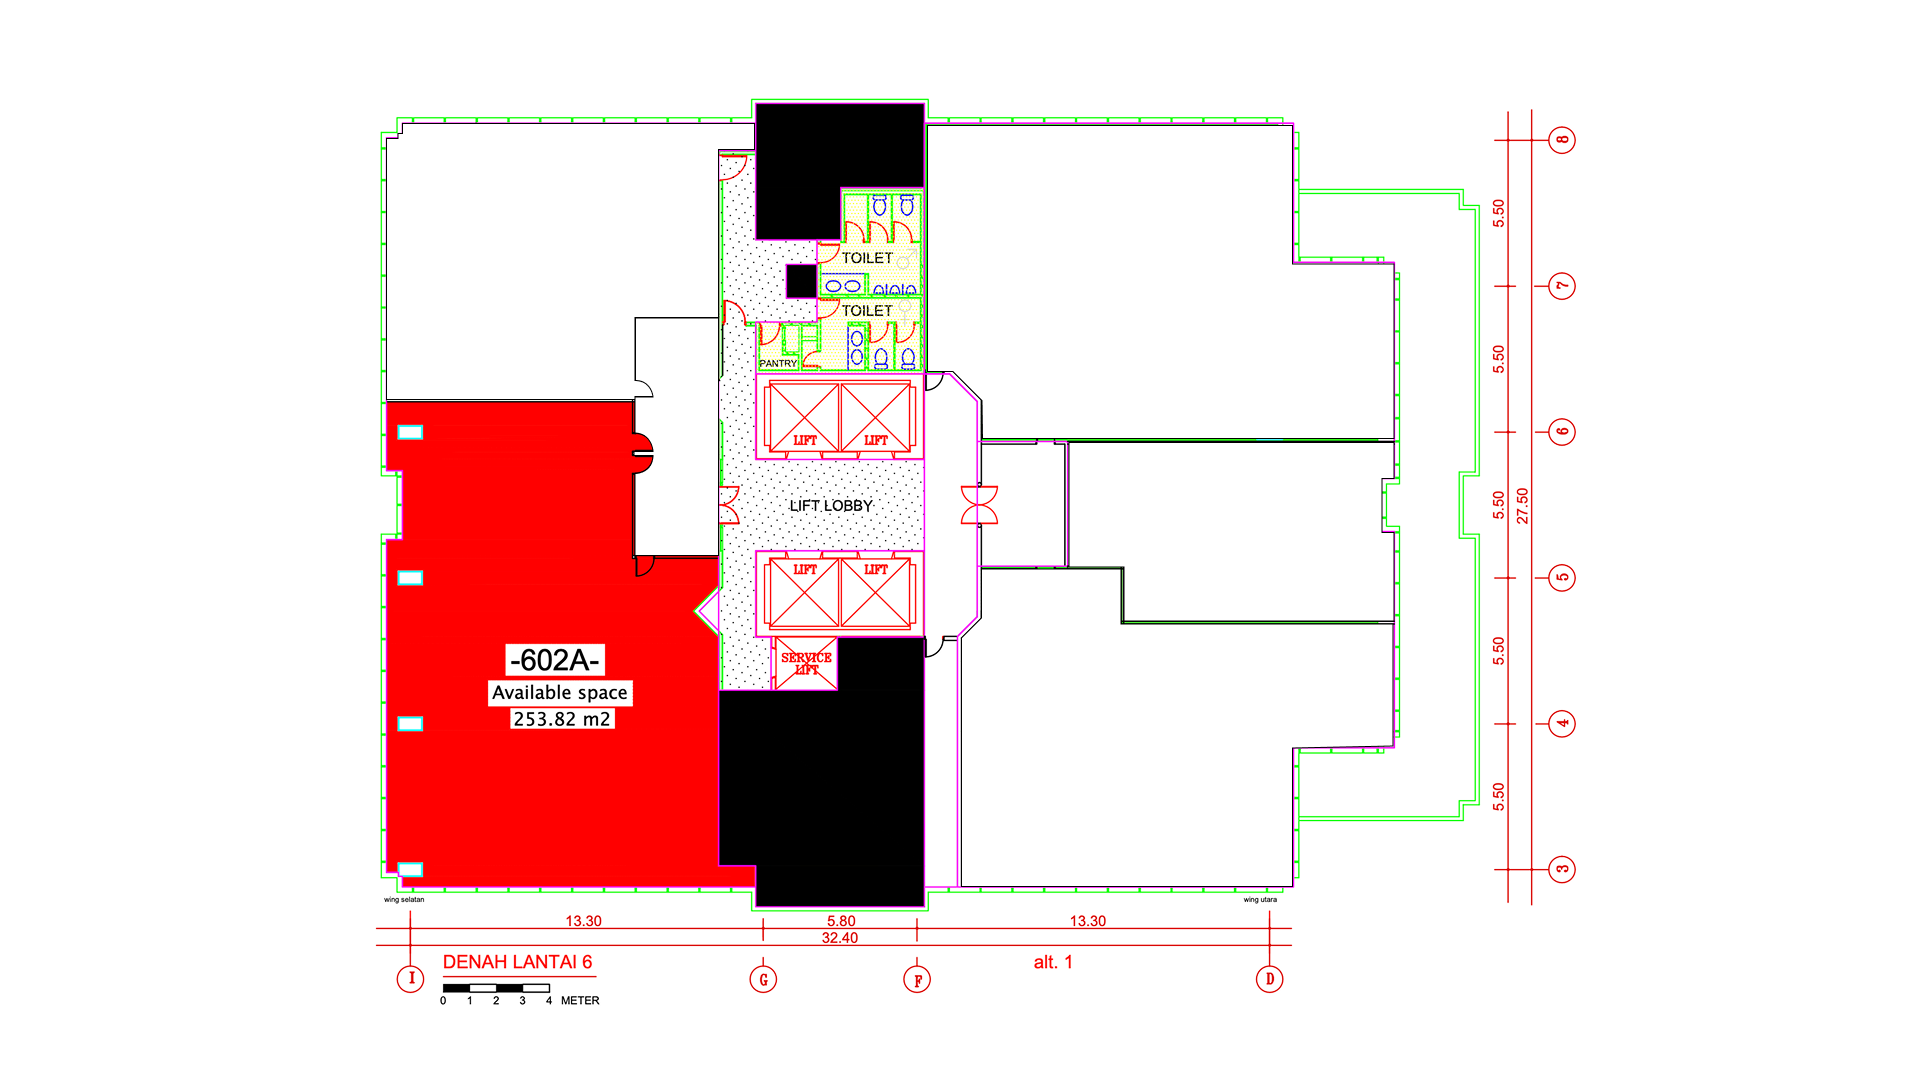 8
5.50
TOILET
7
TOILET
5.50
PANTRY
6
LIFT
LIFT
LIFT LOBBY
5.50
27.50
LIFT
LIFT
5
-602A-
SERVICE
LIFT
5.50
Available space
253.82 m2
4
5.50
3
wing selatan
wing utara
13.30
5.80
13.30
32.40
DENAH LANTAI 6
alt. 1
I
G
F
D
0 1 2 3 4 METER